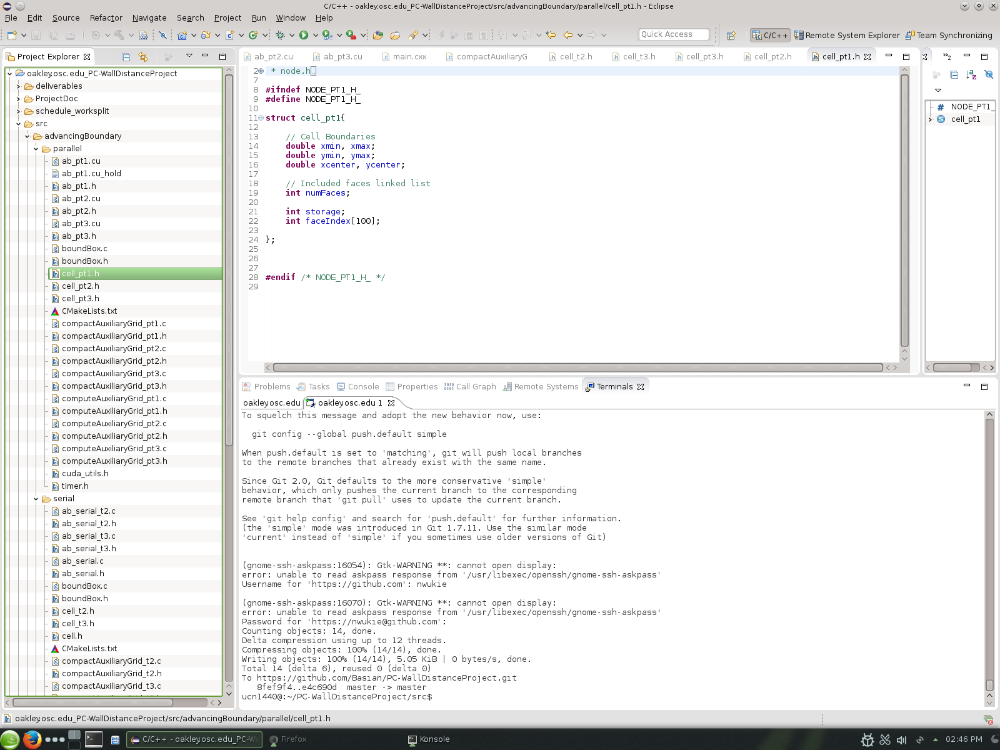 C/C++ - oakley.osc.edu_PC-WallDistanceProject/src/advancingBoundary/parallel/cell_pt1.h - Eclipse
File Edit Source Refactor Navigate Search Project Run Window Help
Quick Access
C/C++ Remote System Explorer Team Synchronizing
Project Explorer
oakley.osc.edu_PC-WallDistanceProject
deliverables
ProjectDoc
schedule_worksplit
src
advancingBoundary
parallel
ab_pt1.cu
ab_pt1.cu_hold
ab_pt1.h
ab_pt2.cu
ab_pt2.h
ab_pt3.cu
ab_pt3.h
boundBox.c
boundBox.h
cell_pt1.h
cell_pt2.h
cell_pt3.h
CMakeLists.txt
compactAuxiliaryGrid_pt1.c
compactAuxiliaryGrid_pt1.h
compactAuxiliaryGrid_pt2.c
compactAuxiliaryGrid_pt2.h
compactAuxiliaryGrid_pt3.c
compactAuxiliaryGrid_pt3.h
computeAuxiliaryGrid_pt1.c
computeAuxiliaryGrid_pt1.h
computeAuxiliaryGrid_pt2.c
computeAuxiliaryGrid_pt2.h
computeAuxiliaryGrid_pt3.c
computeAuxiliaryGrid_pt3.h
cuda_utils.h
timer.h
serial
ab_serial_t2.c
ab_serial_t2.h
ab_serial_t3.c
ab_serial_t3.h
ab_serial.c
ab_serial.h
boundBox.c
boundBox.h
cell_t2.h
cell_t3.h
cell.h
CMakeLists.txt
compactAuxiliaryGrid_t2.c
compactAuxiliaryGrid_t2.h
compactAuxiliaryGrid_t3.c
ab_pt2.cu ab_pt3.cu main.cxx compactAuxiliaryG cell_t2.h cell_t3.h cell_pt3.h cell_pt2.h cell_pt1.h
2 * node.h
7
8 #ifndef NODE_PT1_H_
9 #define NODE_PT1_H_
10
11 struct cell_pt1{
12
13 // Cell Boundaries
14 double xmin, xmax;
15 double ymin, ymax;
16 double xcenter, ycenter;
17
18 // Included faces linked list
19 int numFaces;
20
21 int storage;
22 int faceIndex[100];
23
24 };
25
26
27
28 #endif /* NODE_PT1_H_ */
29
»2
# NODE_PT1_
cell_pt1
Problems Tasks Console Properties Call Graph Remote Systems Terminals
oakley.osc.edu oakley.osc.edu 1
To squelch this message and adopt the new behavior now, use:
git config --global push.default simple
When push.default is set to 'matching', git will push local branches
to the remote branches that already exist with the same name.
Since Git 2.0, Git defaults to the more conservative 'simple'
behavior, which only pushes the current branch to the corresponding
remote branch that 'git pull' uses to update the current branch.
See 'git help config' and search for 'push.default' for further information.
(the 'simple' mode was introduced in Git 1.7.11. Use the similar mode
'current' instead of 'simple' if you sometimes use older versions of Git)
(gnome-ssh-askpass:16054): Gtk-WARNING **: cannot open display:
error: unable to read askpass response from '/usr/libexec/openssh/gnome-ssh-askpass'
Username for 'https://github.com': nwukie
(gnome-ssh-askpass:16070): Gtk-WARNING **: cannot open display:
error: unable to read askpass response from '/usr/libexec/openssh/gnome-ssh-askpass'
Password for 'https://nwukie@github.com':
Counting objects: 14, done.
Delta compression using up to 12 threads.
Compressing objects: 100% (14/14), done.
Writing objects: 100% (14/14), 5.05 KiB | 0 bytes/s, done.
Total 14 (delta 6), reused 0 (delta 0)
To https://github.com/Basian/PC-WallDistanceProject.git
8fef9f4..e4c690d master -> master
ucn1440@:~/PC-WallDistanceProject/src$
oakley.osc.edu_PC-WallDistanceProject/src/advancingBoundary/parallel/cell_pt1.h
C/C++ - oakley.osc.edu_PC-W Firefox Konsole 02:46 PM